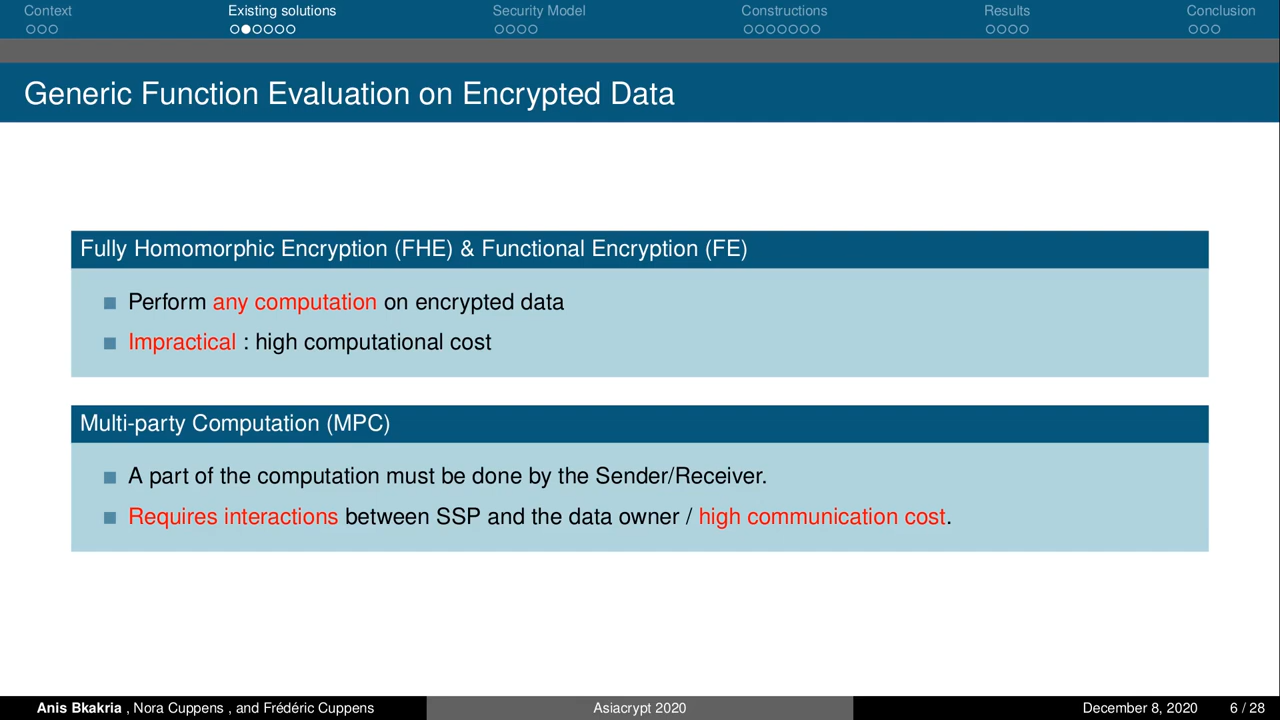 Context Existing solutions Security Model Constructions Results Conclusion
Generic Function Evaluation on Encrypted Data
Fully Homomorphic Encryption (FHE) & Functional Encryption (FE)
Perform any computation on encrypted data
Impractical : high computational cost
Multi-party Computation (MPC)
A part of the computation must be done by the Sender/Receiver.
Requires interactions between SSP and the data owner / high communication cost.
Anis Bkakria , Nora Cuppens , and Frédéric Cuppens Asiacrypt 2020 December 8, 2020 6 / 28